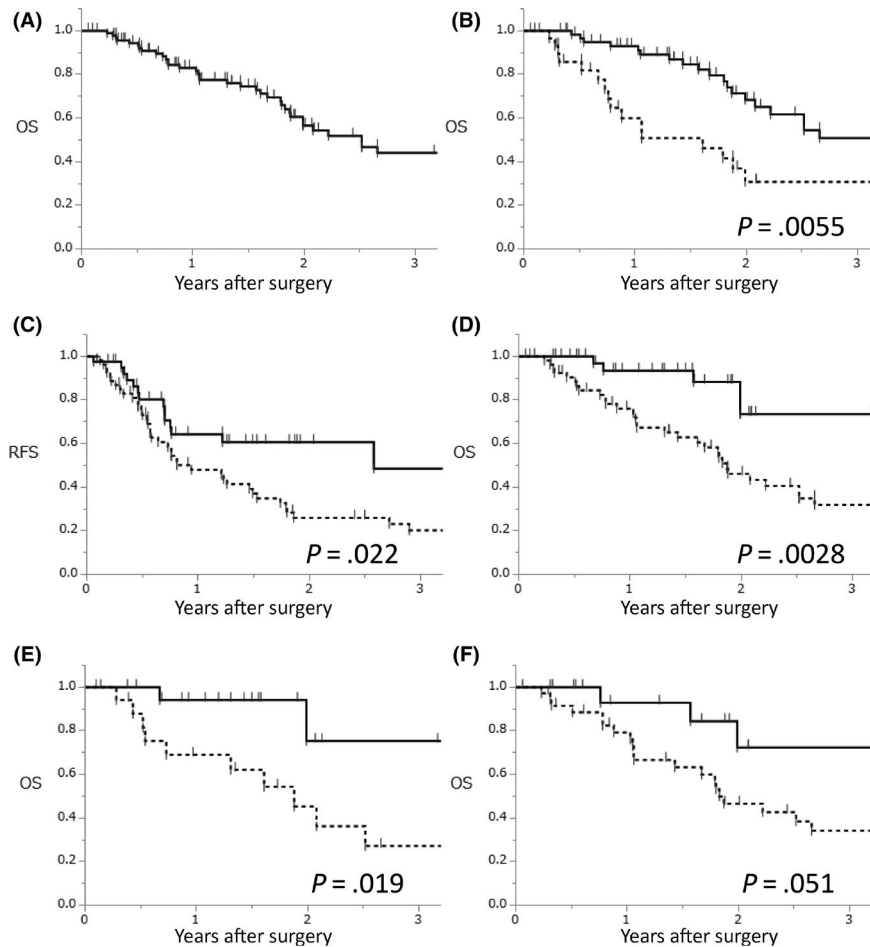 (A)
1.0
0.8
0.6
OS
0.4
0.2
0.0
0 1 2 3
Years after surgery
(B)
1.0
0.8
0.6
OS
0.4
0.2
P = .0055
0.0
0 1 2 3
Years after surgery
(C)
1.0
0.8
0.6
RFS
0.4
0.2
P = .022
0.0
0 1 2 3
Years after surgery
(D)
1.0
0.8
0.6
OS
0.4
0.2
P = .0028
0.0
0 1 2 3
Years after surgery
(E)
1.0
0.8
0.6
OS
0.4
0.2
P = .019
0.0
0 1 2 3
Years after surgery
(F)
1.0
0.8
0.6
OS
0.4
0.2
P = .051
0.0
0 1 2 3
Years after surgery